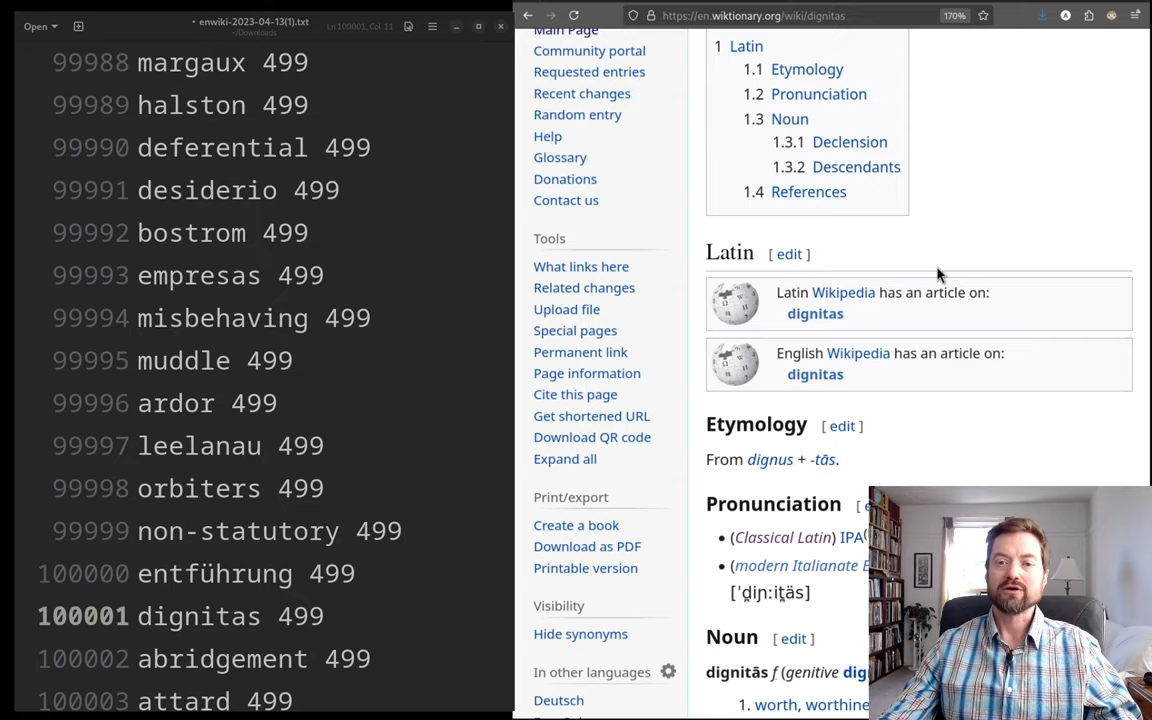 Open
• enwiki-2023-04-13(1).txt
~/Downloads
Ln100001, Col 11
99988 margaux 499
99989 halston 499
99990 deferential 499
99991 desiderio 499
99992 bostrom 499
99993 empresas 499
99994 misbehaving 499
99995 muddle 499
99996 ardor 499
99997 leelanau 499
99998 orbiters 499
99999 non-statutory 499
100000 entführung 499
100001 dignitas 499
100002 abridgement 499
100003 attard 499
https://en.wiktionary.org/wiki/dignitas
170%
Main Page
Community portal
Requested entries
Recent changes
Random entry
Help
Glossary
Donations
Contact us
Tools
What links here
Related changes
Upload file
Special pages
Permanent link
Page information
Cite this page
Get shortened URL
Download QR code
Expand all
Print/export
Create a book
Download as PDF
Printable version
Visibility
Hide synonyms
In other languages
Deutsch
1 Latin
1.1 Etymology
1.2 Pronunciation
1.3 Noun
1.3.1 Declension
1.3.2 Descendants
1.4 References
Latin [ edit ]
Latin Wikipedia has an article on:
dignitas
English Wikipedia has an article on:
dignitas
Etymology [ edit ]
From dignus + -tās.
Pronunciation [
• (Classical Latin) IPA(
• (modern Italianate
Noun [ edit ]
dignitās f (genitive
1. worth,